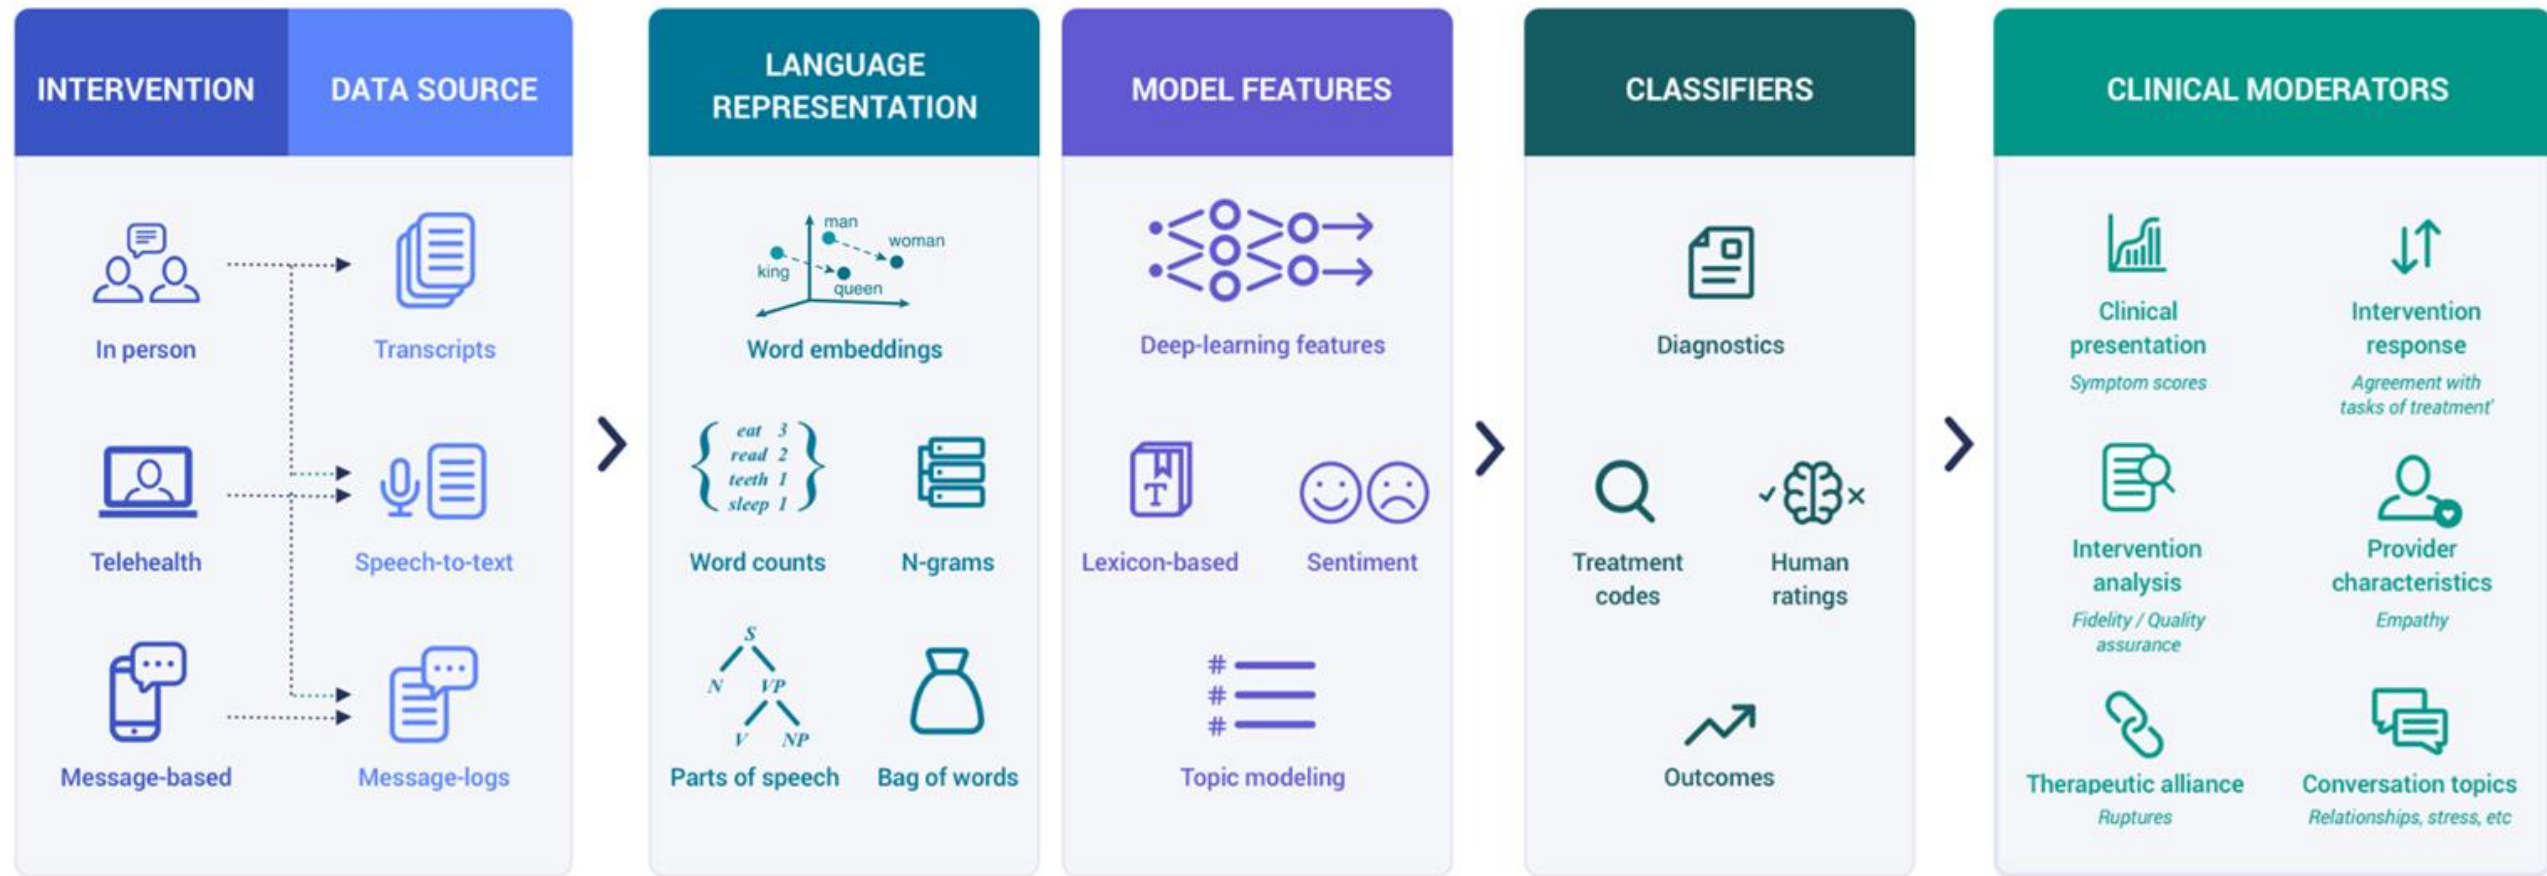 INTERVENTION
DATA SOURCE
In person
Transcripts
Telehealth
Speech-to-text
Message-based
Message-logs
LANGUAGE
REPRESENTATION
man
woman
king
queen
Word embeddings
eat 3
read 2
teeth 1
sleep 1
Word counts
N-grams
S
N VP
V NP
Parts of speech
Bag of words
MODEL FEATURES
Deep-learning features
T
Lexicon-based
Sentiment
#
#
#
Topic modeling
CLASSIFIERS
Diagnostics
Treatment
codes
Human
ratings
Outcomes
CLINICAL MODERATORS
Clinical
presentation
Symptom scores
Intervention
response
Agreement with
tasks of treatment'
Intervention
analysis
Fidelity / Quality
assurance
Provider
characteristics
Empathy
Therapeutic alliance
Ruptures
Conversation topics
Relationships, stress, etc